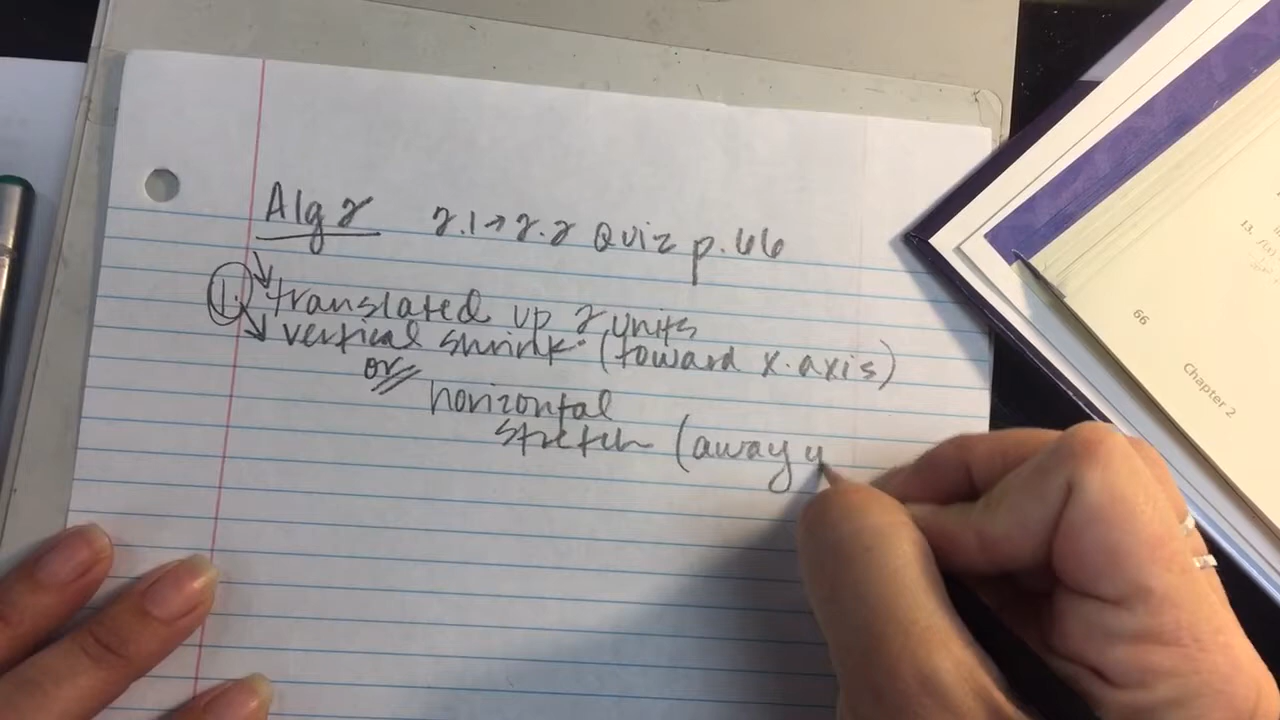 Alg 2 2.1→2.2 Quiz p.66
1. translated up 2 units
vertical shrink (toward x-axis)
or
horizontal
stretch (away y
13. f(x)
66
Chapter 2